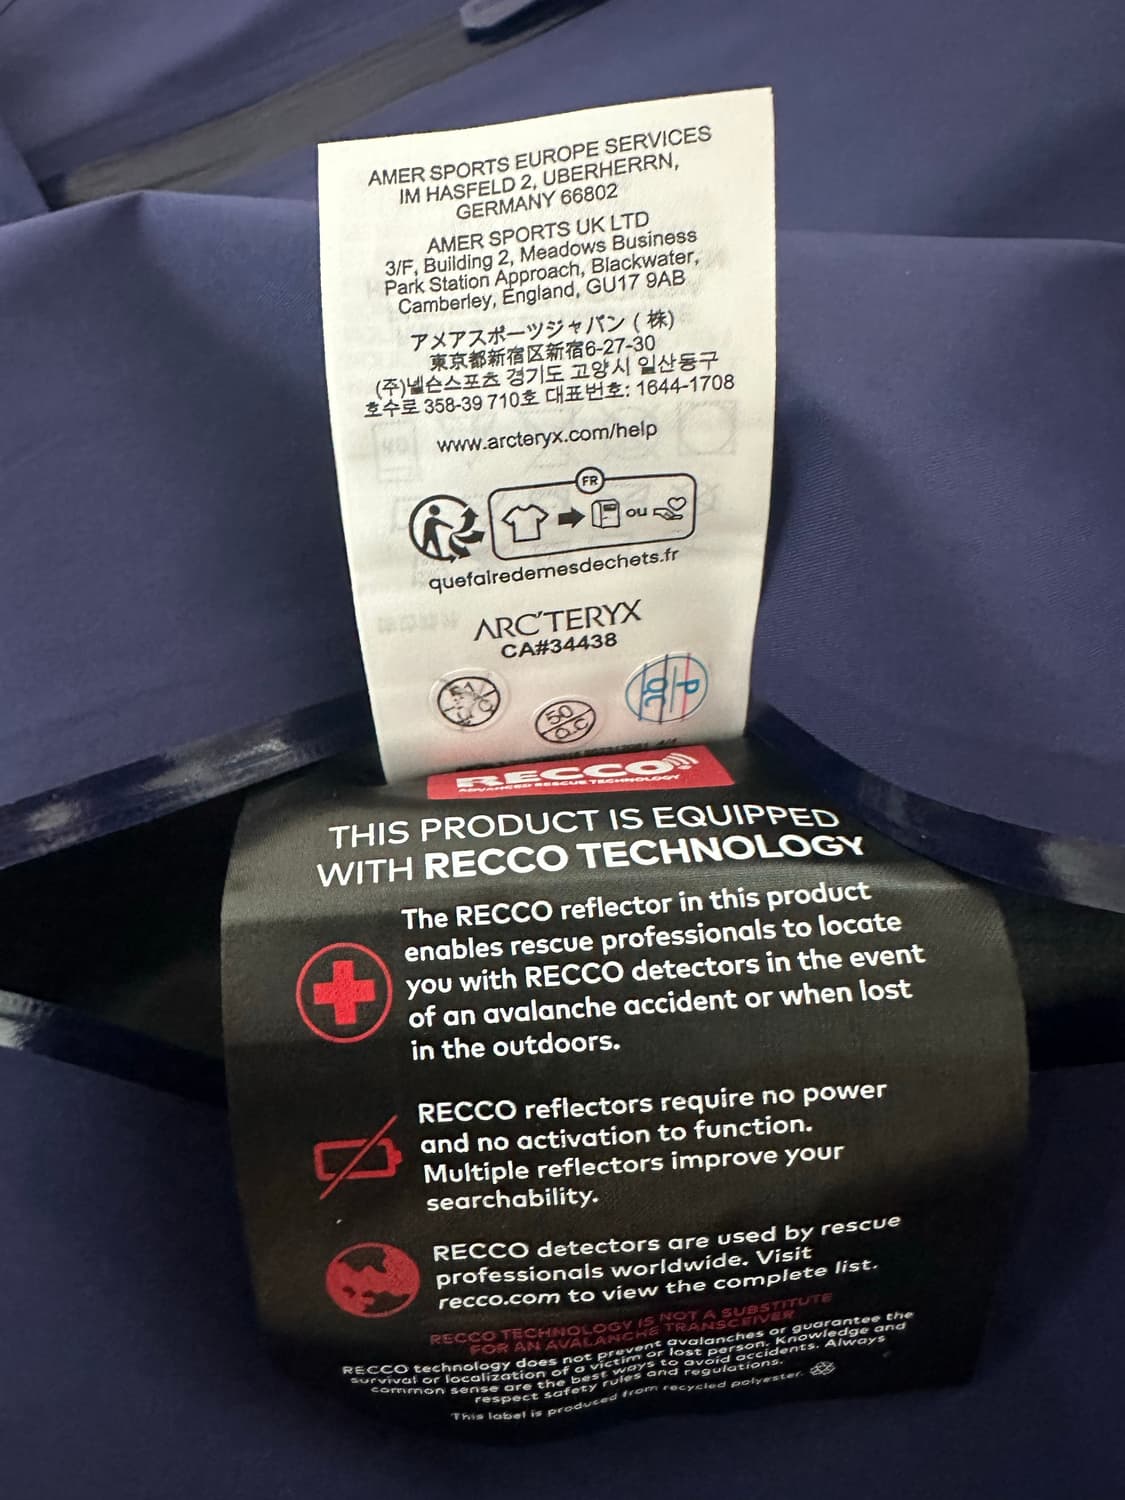 AMER SPORTS EUROPE SERVICES
IM HASFELD 2, UBERHERRN,
GERMANY 66802
AMER SPORTS UK LTD
3/F, Building 2, Meadows Business
Park Station Approach, Blackwater,
Camberley, England, GU17 9AB
アメアスポーツジャパン（株）
東京都新宿区新宿6-27-30
(주)넬슨스포츠 경기도 고양시 일산동구
호수로 358-39 710호 대표번호: 1644-1708
www.arcteryx.com/help
FR
ou
quefairedemesdechets.fr
ARC'TERYX
CA#34438
50
Q.C
P
QC
RECCO
ADVANCED RESCUE TECHNOLOGY
THIS PRODUCT IS EQUIPPED
WITH RECCO TECHNOLOGY
The RECCO reflector in this product
enables rescue professionals to locate
you with RECCO detectors in the event
of an avalanche accident or when lost
in the outdoors.
RECCO reflectors require no power
and no activation to function.
Multiple reflectors improve your
searchability.
RECCO detectors are used by rescue
professionals worldwide. Visit
recco.com to view the complete list.
RECCO TECHNOLOGY IS NOT A SUBSTITUTE
FOR AN AVALANCHE TRANSCEIVER
RECCO technology does not prevent avalanches or guarantee the
survival or localization of a victim or lost person. Knowledge and
common sense are the best ways to avoid accidents. Always
respect safety rules and regulations.
This label is produced from recycled polyester.